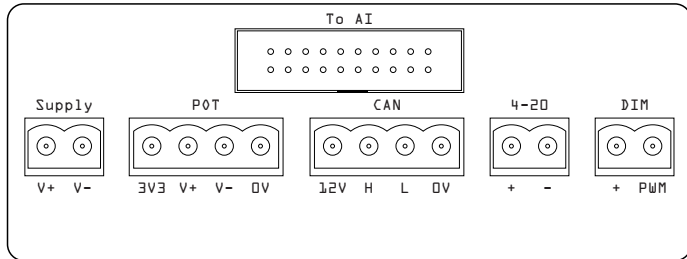 To AI
Supply POT CAN 4-20 DIM
V+ V- 3V3 V+ V- 0V 12V H L 0V + - + PWM